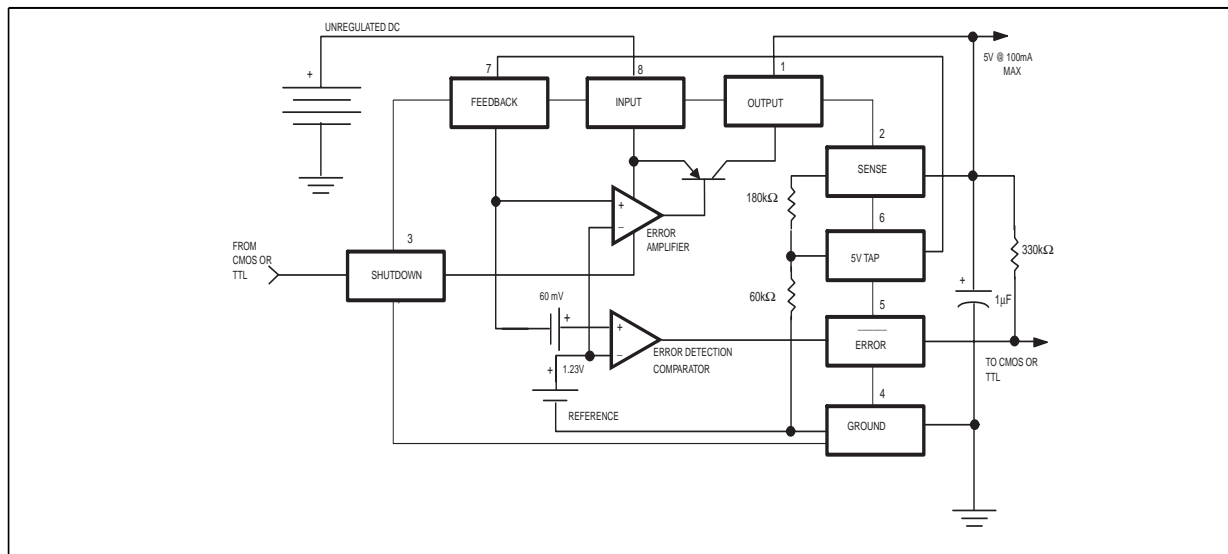 UNREGULATED DC
5V @ 100mA
MAX
7
8
1
FEEDBACK
INPUT
OUTPUT
2
SENSE
180kΩ
6
5V TAP
330kΩ
+
+
−
ERROR
AMPLIFIER
FROM
CMOS OR
TTL
3
SHUTDOWN
60kΩ
60 mV
+
+
−
ERROR DETECTION
COMPARATOR
5
ERROR
+
1µF
TO CMOS OR
TTL
+
1.23V
REFERENCE
4
GROUND